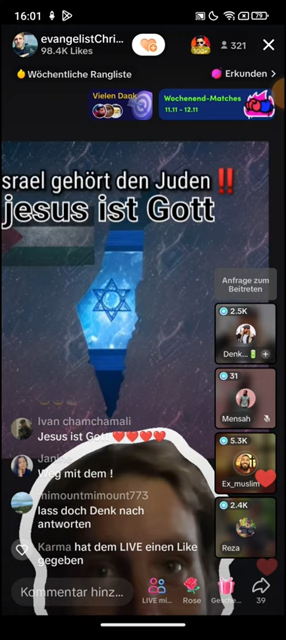 16:01
79
evangelistChri...
98.4K Likes
321
Wöchentliche Rangliste
Erkunden >
Vielen Dank
Wochenend-Matches
11.11 - 12.11
srael gehört den Juden‼️
jesus ist Gott
Anfrage zum
Beitreten
2.5K
Denk...
31
Mensah
5.3K
Ex_muslim
2.4K
Reza
Ivan chamchamali
Jesus ist Gott❤️❤️❤️❤️
Weg mit dem !
mimountmimount773
lass doch Denk nach
antworten
Karma hat dem LIVE einen Like
gegeben
Kommentar hinz...
LIVE mi...
Rose
Gesche...
39